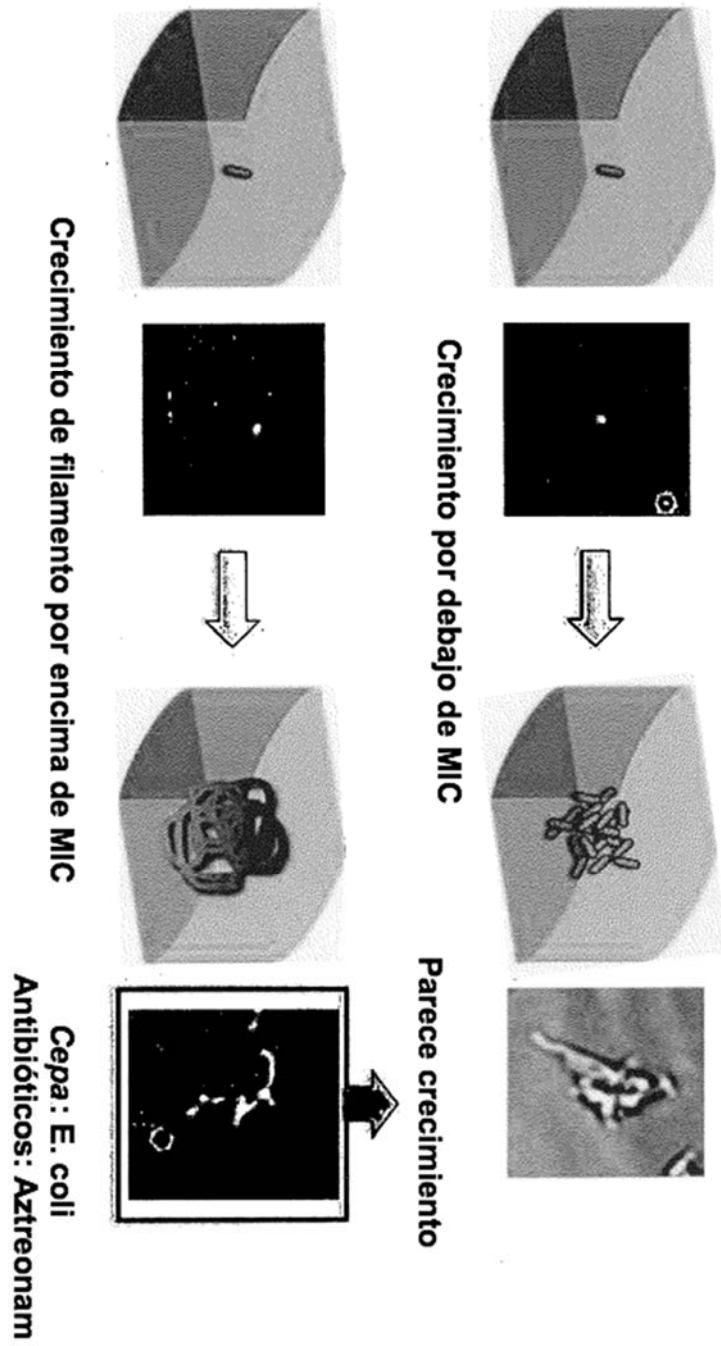 Crecimiento por debajo de MIC
Parece crecimiento
Crecimiento de filamento por encima de MIC
Cepa: E. coli
Antibióticos: Aztreonam